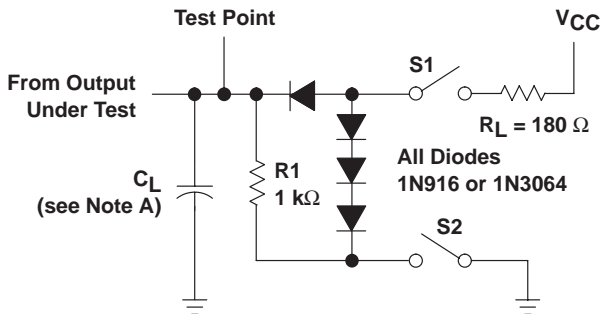 Test Point
VCC
S1
From Output
Under Test
RL = 180 Ω
R1
1 kΩ
All Diodes
1N916 or 1N3064
CL
(see Note A)
S2